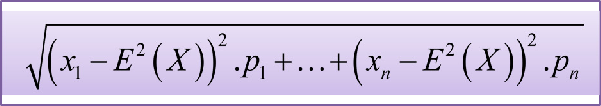 √((x₁ − E²(X))².p₁ + … + (xₙ − E²(X))².pₙ)